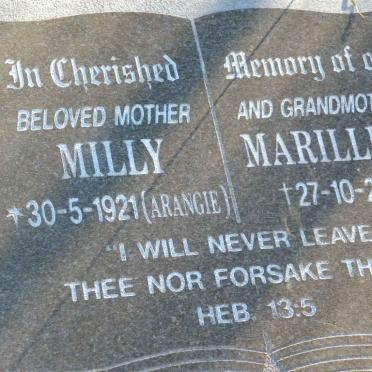 In Cherished Memory of o
BELOVED MOTHER AND GRANDMOT
MILLY MARILL
*30-5-1921 (ARANGIE) †27-10-2
"I WILL NEVER LEAVE
THEE NOR FORSAKE TH
HEB. 13:5